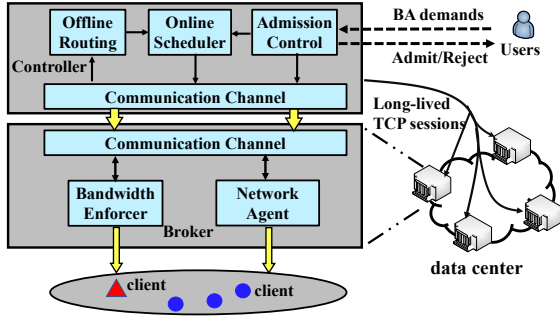 Offline
Routing
Online
Scheduler
Admission
Control
BA demands
Admit/Reject
Users
Controller
Communication Channel
Long-lived
TCP sessions
Communication Channel
Bandwidth
Enforcer
Network
Agent
Broker
data center
client
client